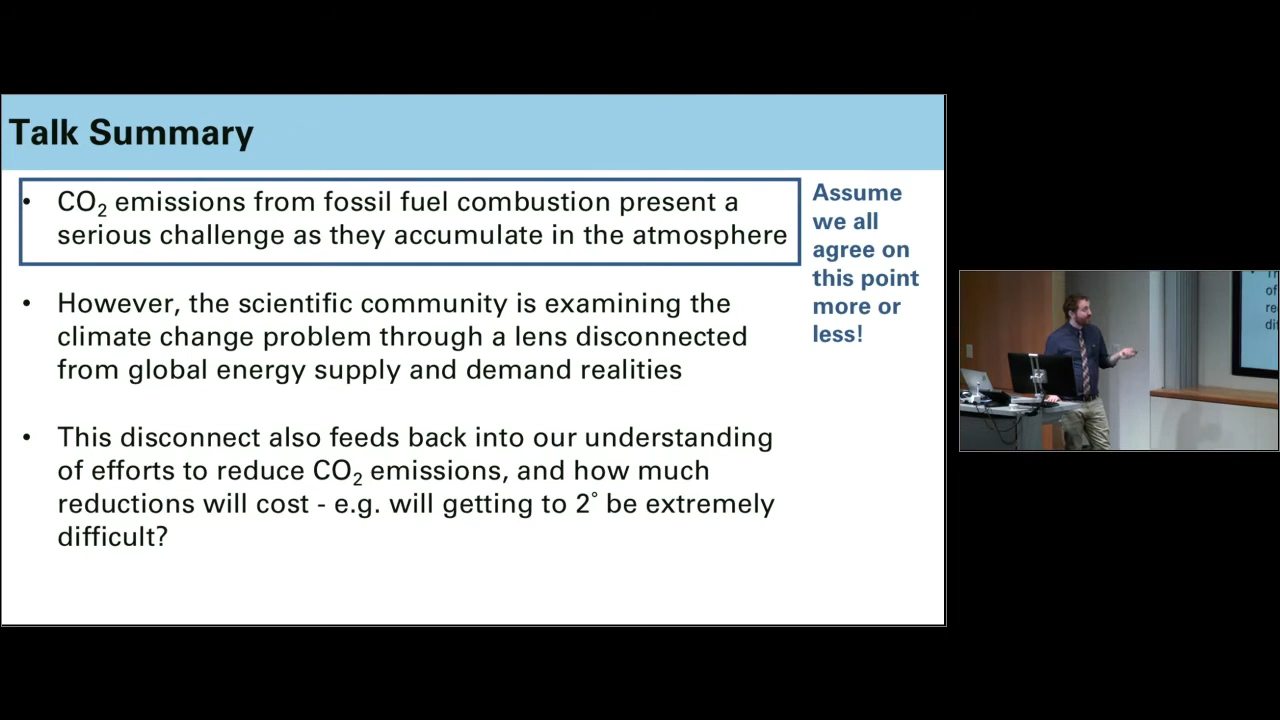 Talk Summary
• CO₂ emissions from fossil fuel combustion present a
serious challenge as they accumulate in the atmosphere
Assume
we all
agree on
this point
more or
less!
• However, the scientific community is examining the
climate change problem through a lens disconnected
from global energy supply and demand realities
• This disconnect also feeds back into our understanding
of efforts to reduce CO₂ emissions, and how much
reductions will cost - e.g. will getting to 2° be extremely
difficult?
of
re